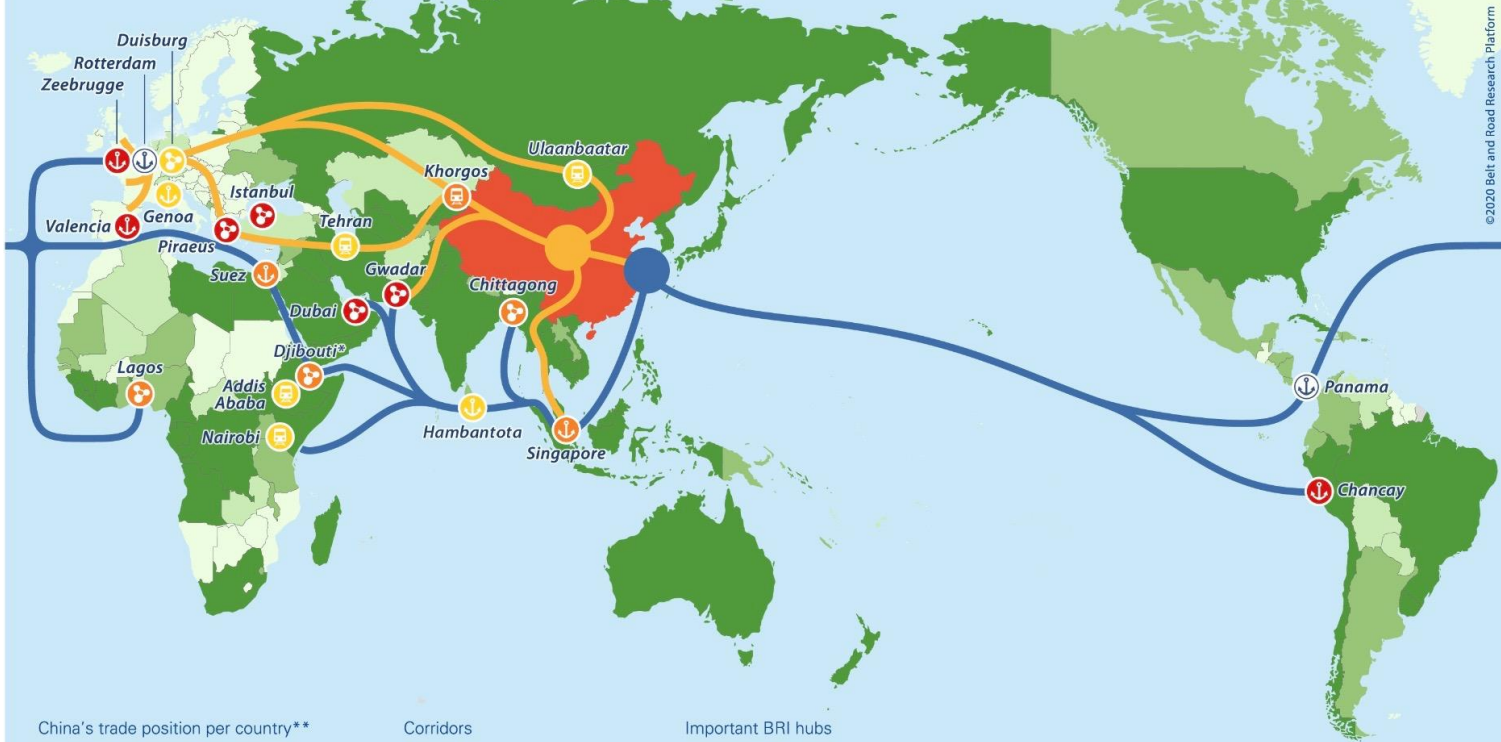 Duisburg
Rotterdam
Zeebrugge
©2020 Belt and Road Research Platform
Ulaanbaatar
Khorgos
Istanbul
Genoa
Valencia
Tehran
Piraeus
Gwadar
Suez
Chittagong
Dubai
Djibouti*
Lagos
Addis
Ababa
Panama
Nairobi
Hambantota
Singapore
Chancay
China's trade position per country**
Corridors
Important BRI hubs